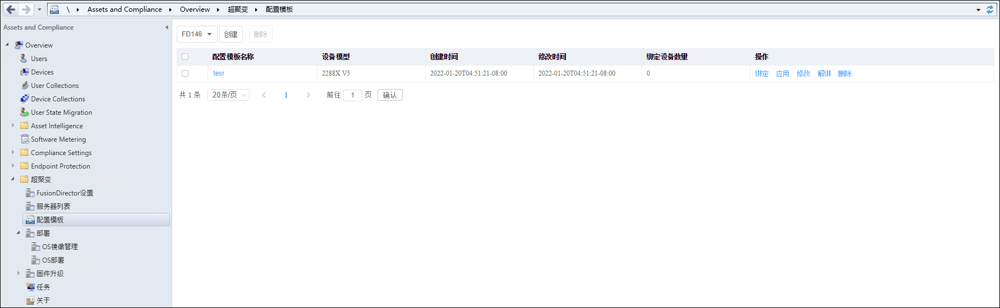 \ Assets and Compliance Overview 超聚变 配置模板
Assets and Compliance
Overview
Users
Devices
User Collections
Device Collections
User State Migration
Asset Intelligence
Software Metering
Compliance Settings
Endpoint Protection
超聚变
FusionDirector设置
服务器列表
配置模板
部署
OS镜像管理
OS部署
固件升级
任务
关于
FD146 创建 删除
配置模板名称 设备模型 创建时间 修改时间 绑定设备数量 操作
tesr 2288X V5 2022-01-20T04:51:21-08:00 2022-01-20T04:51:21-08:00 0 绑定 应用 修改 解绑 删除
共 1 条 20条/页 1 前往 1 页 确认